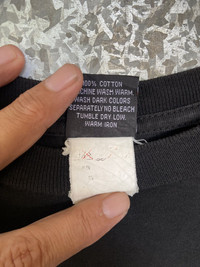 100% COTTON
MACHINE WASH WARM
WASH DARK COLORS
SEPARATELY NO BLEACH
TUMBLE DRY LOW.
WARM IRON